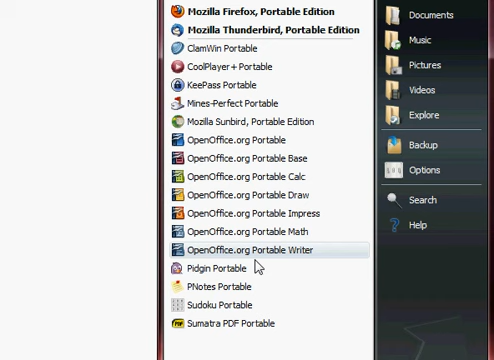 Mozilla Firefox, Portable Edition
Mozilla Thunderbird, Portable Edition
ClamWin Portable
CoolPlayer+ Portable
KeePass Portable
Mines-Perfect Portable
Mozilla Sunbird, Portable Edition
OpenOffice.org Portable
OpenOffice.org Portable Base
OpenOffice.org Portable Calc
OpenOffice.org Portable Draw
OpenOffice.org Portable Impress
OpenOffice.org Portable Math
OpenOffice.org Portable Writer
Pidgin Portable
PNotes Portable
Sudoku Portable
PDF Sumatra PDF Portable
Documents
Music
Pictures
Videos
Explore
Backup
Options
Search
Help